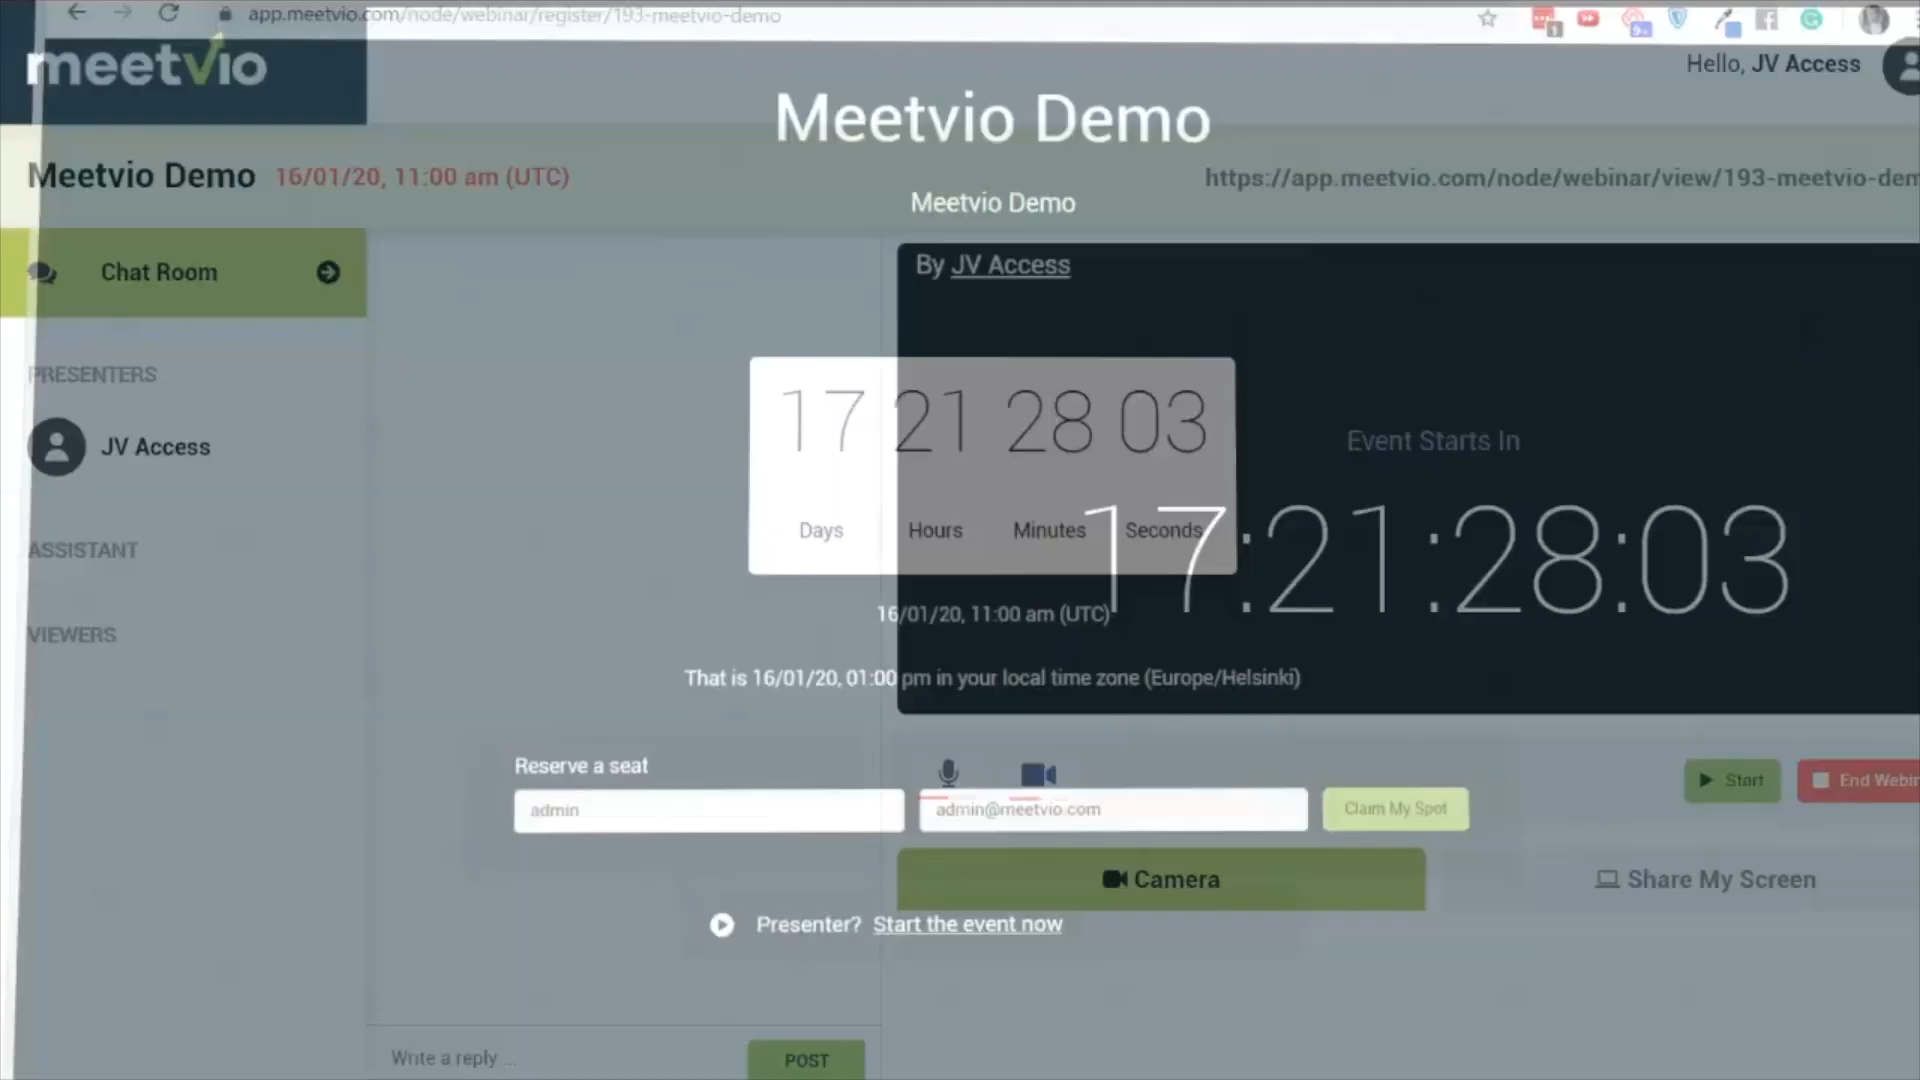 app.meetvio.com/node/webinar/register/193-meetvio-demo
meetvio
Hello, JV Access
Meetvio Demo
Meetvio Demo 16/01/20, 11:00 am (UTC)
https://app.meetvio.com/node/webinar/view/193-meetvio-dem
Meetvio Demo
Chat Room
By JV Access
PRESENTERS
JV Access
17 21 28 03
Days Hours Minutes Seconds
Event Starts In
17:21:28:03
ASSISTANT
VIEWERS
16/01/20, 11:00 am (UTC)
That is 16/01/20, 01:00 pm in your local time zone (Europe/Helsinki)
Reserve a seat
admin
admin@meetvio.com
Claim My Spot
Start
End Webin
Camera
Share My Screen
Presenter? Start the event now
Write a reply ...
POST